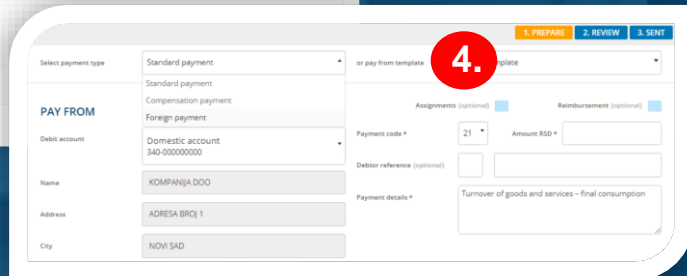 1. PREPARE 2. REVIEW 3. SENT
Select payment type Standard payment or pay from template 4. plate
Standard payment
Compensation payment
Foreign payment
Assignments (optional) Reimbursement (optional)
PAY FROM
Debit account Domestic account
340-000000000
Payment code * 21 Amount RSD *
Debtor reference (optional)
Name KOMPANIJA DOO
Payment details * Turnover of goods and services – final consumption
Address ADRESA BROJ 1
City NOVI SAD